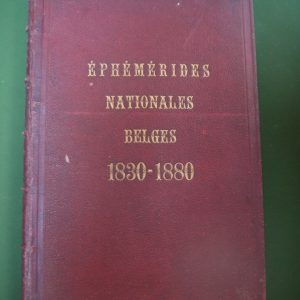 ÉPHÉMÉRIDES
NATIONALES
BELGES
1830-1880